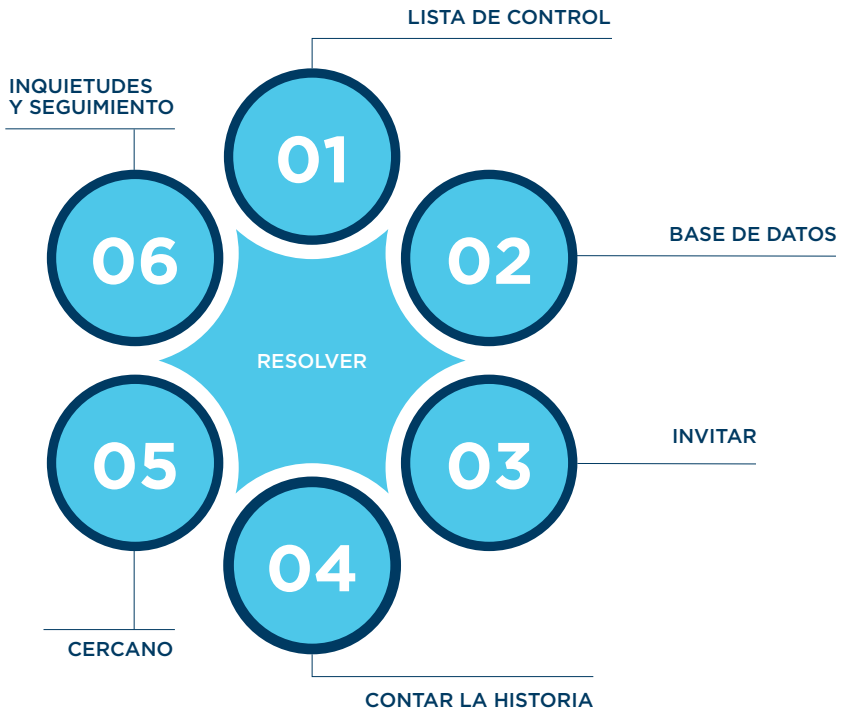 LISTA DE CONTROL
INQUIETUDES
Y SEGUIMIENTO
01
06
02
BASE DE DATOS
RESOLVER
INVITAR
05
03
04
CERCANO
CONTAR LA HISTORIA